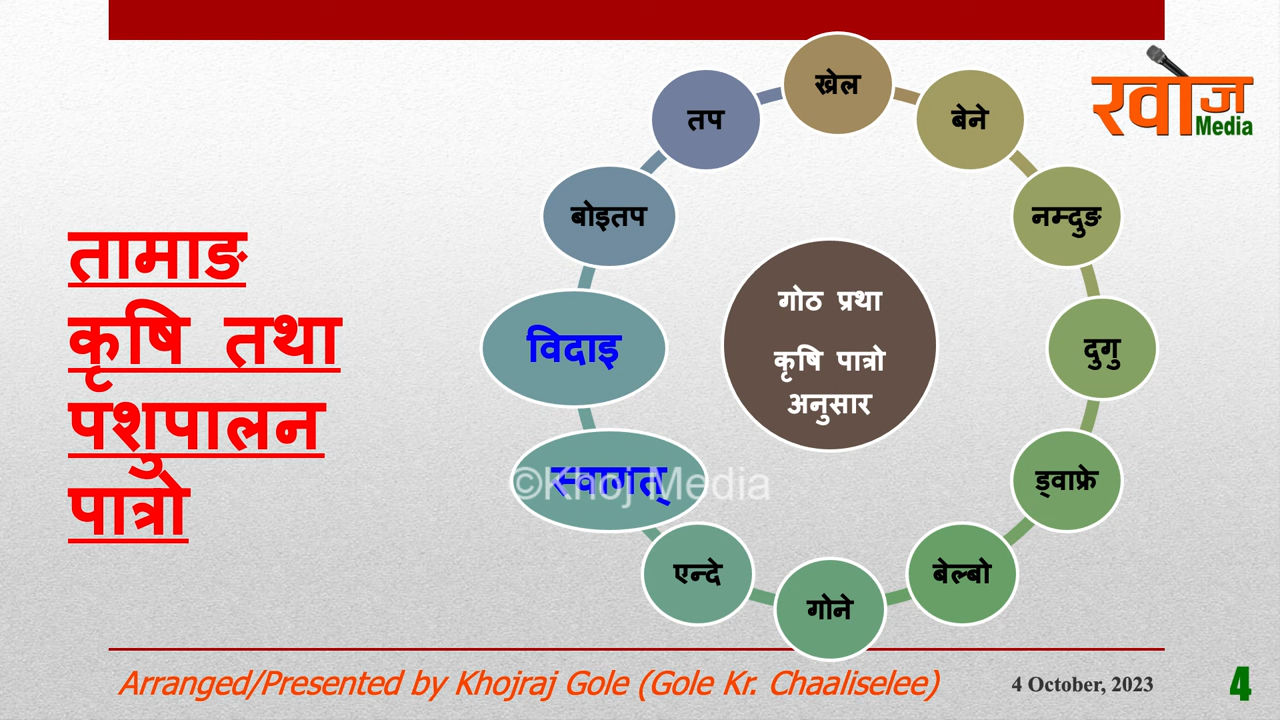 खोज
Media
तामाङ
कृषि तथा
पशुपालन
पात्रो
खेल
बेने
नम्दुङ
दुगु
ड्वाफ्रे
बेल्बो
गोने
एन्दे
स्वागत्
विदाइ
बोइतप
तप
गोठ प्रथा
कृषि पात्रो
अनुसार
©Khoj Media
Arranged/Presented by Khojraj Gole (Gole Kr. Chaaliselee)
4 October, 2023
4